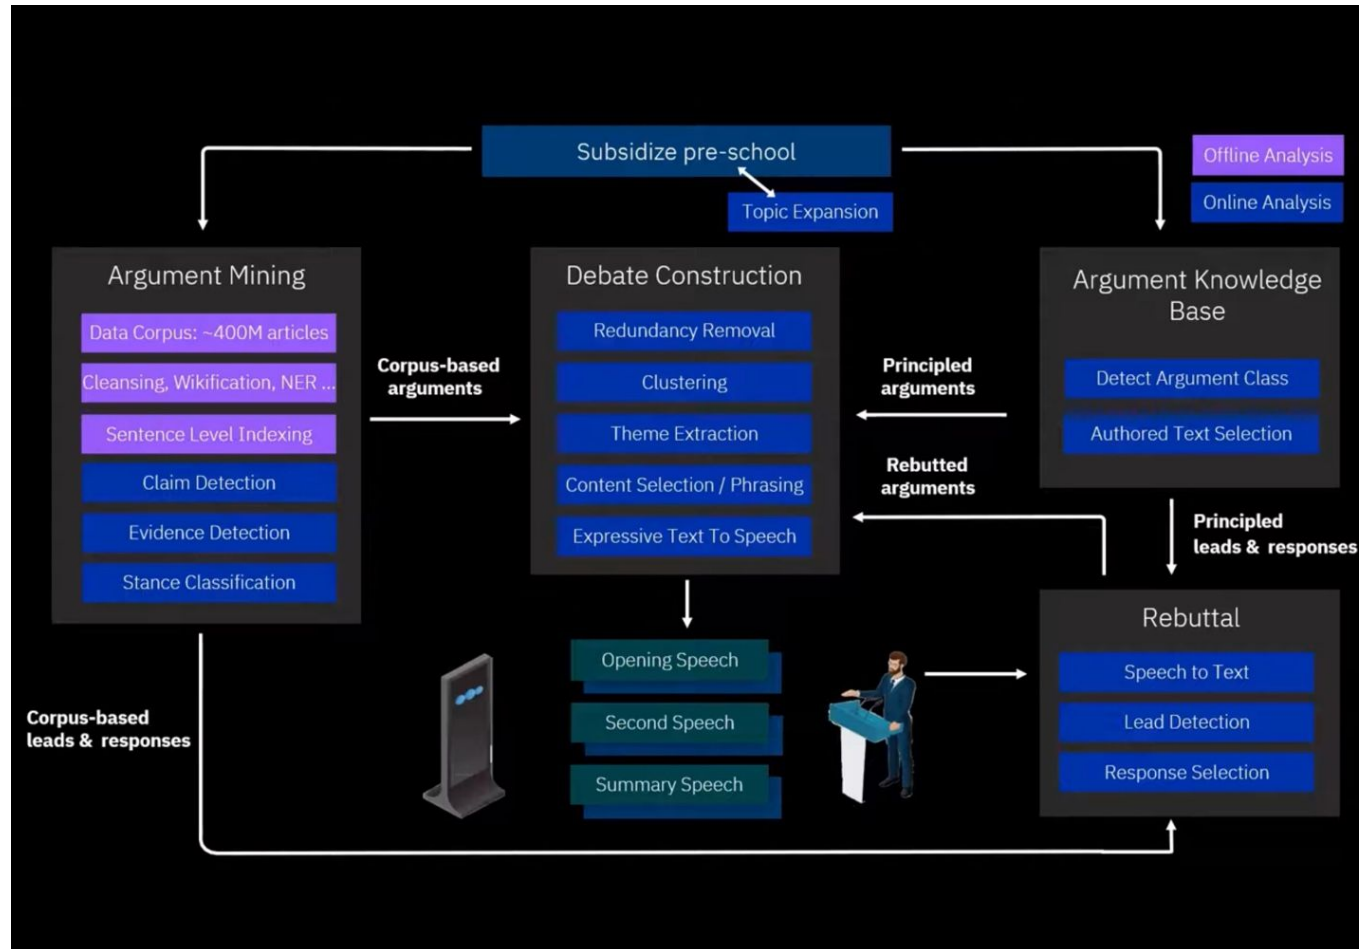 Subsidize pre-school
Topic Expansion
Offline Analysis
Online Analysis
Argument Mining
Data Corpus: ~400M articles
Cleansing, Wikification, NER ...
Sentence Level Indexing
Claim Detection
Evidence Detection
Stance Classification
Corpus-based
arguments
Debate Construction
Redundancy Removal
Clustering
Theme Extraction
Content Selection / Phrasing
Expressive Text To Speech
Principled
arguments
Rebutted
arguments
Argument Knowledge
Base
Detect Argument Class
Authored Text Selection
Principled
leads & responses
Rebuttal
Speech to Text
Lead Detection
Response Selection
Opening Speech
Second Speech
Summary Speech
Corpus-based
leads & responses